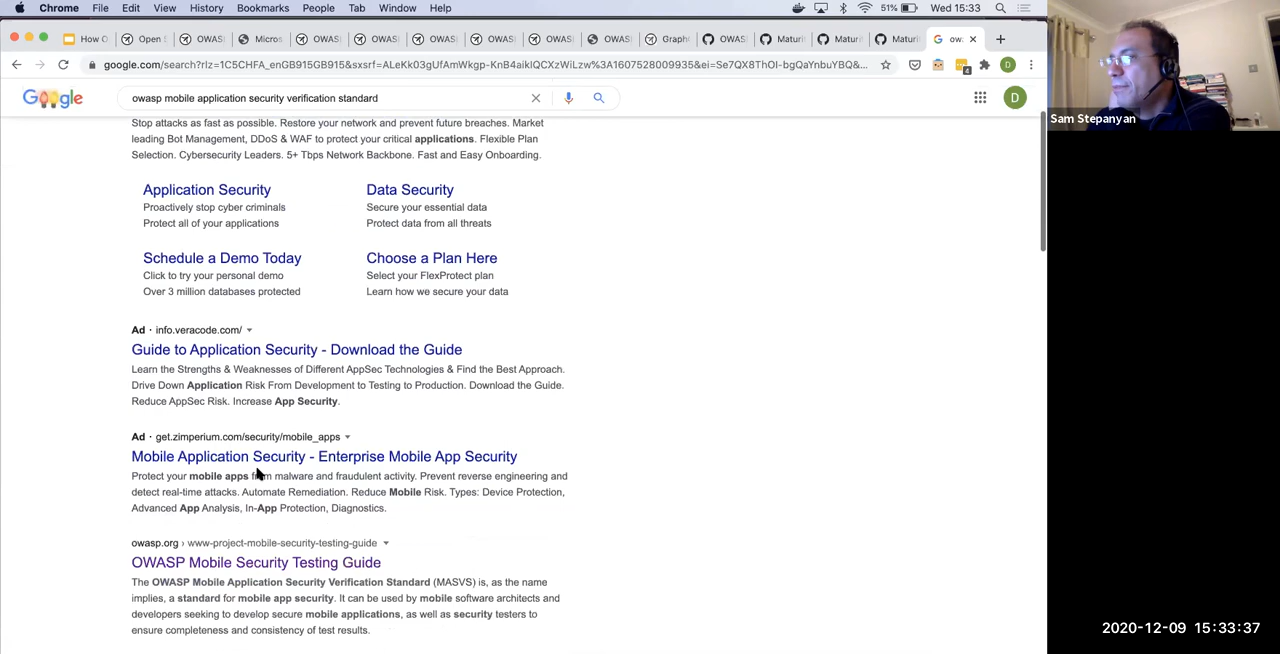 Chrome File Edit View History Bookmarks People Tab Window Help 51% Wed 15:33
How O Open S OWAS Micros OWAS OWAS OWAS OWAS OWAS OWAS Graph OWAS Maturi Maturi Maturi ow
google.com/search?rlz=1C5CHFA_enGB915GB915&sxsrf=ALeKk03gUfAmWkgp-KnB4aikIQCXzWiLzw%3A1607528009935&ei=Se7QX8ThOI-bgQaYnbuYBQ&... D
Google owasp mobile application security verification standard D
Stop attacks as fast as possible. Restore your network and prevent future breaches. Market
leading Bot Management, DDoS & WAF to protect your critical applications. Flexible Plan
Selection. Cybersecurity Leaders. 5+ Tbps Network Backbone. Fast and Easy Onboarding.
Application Security
Proactively stop cyber criminals
Protect all of your applications
Data Security
Secure your essential data
Protect data from all threats
Schedule a Demo Today
Click to try your personal demo
Over 3 million databases protected
Choose a Plan Here
Select your FlexProtect plan
Learn how we secure your data
Ad · info.veracode.com/
Guide to Application Security - Download the Guide
Learn the Strengths & Weaknesses of Different AppSec Technologies & Find the Best Approach.
Drive Down Application Risk From Development to Testing to Production. Download the Guide.
Reduce AppSec Risk. Increase App Security.
Ad · get.zimperium.com/security/mobile_apps
Mobile Application Security - Enterprise Mobile App Security
Protect your mobile apps from malware and fraudulent activity. Prevent reverse engineering and
detect real-time attacks. Automate Remediation. Reduce Mobile Risk. Types: Device Protection,
Advanced App Analysis, In-App Protection, Diagnostics.
owasp.org › www-project-mobile-security-testing-guide
OWASP Mobile Security Testing Guide
The OWASP Mobile Application Security Verification Standard (MASVS) is, as the name
implies, a standard for mobile app security. It can be used by mobile software architects and
developers seeking to develop secure mobile applications, as well as security testers to
ensure completeness and consistency of test results.
Sam Stepanyan
2020-12-09 15:33:37